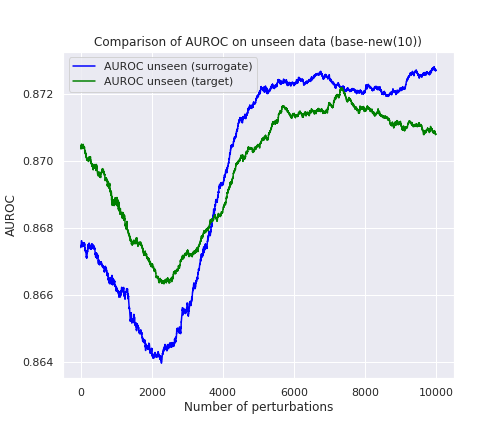 Comparison of AUROC on unseen data (base-new(10))
AUROC unseen (surrogate)
AUROC unseen (target)
0.872
0.870
0.868
0.866
0.864
AUROC
0
2000
4000
6000
8000
10000
Number of perturbations